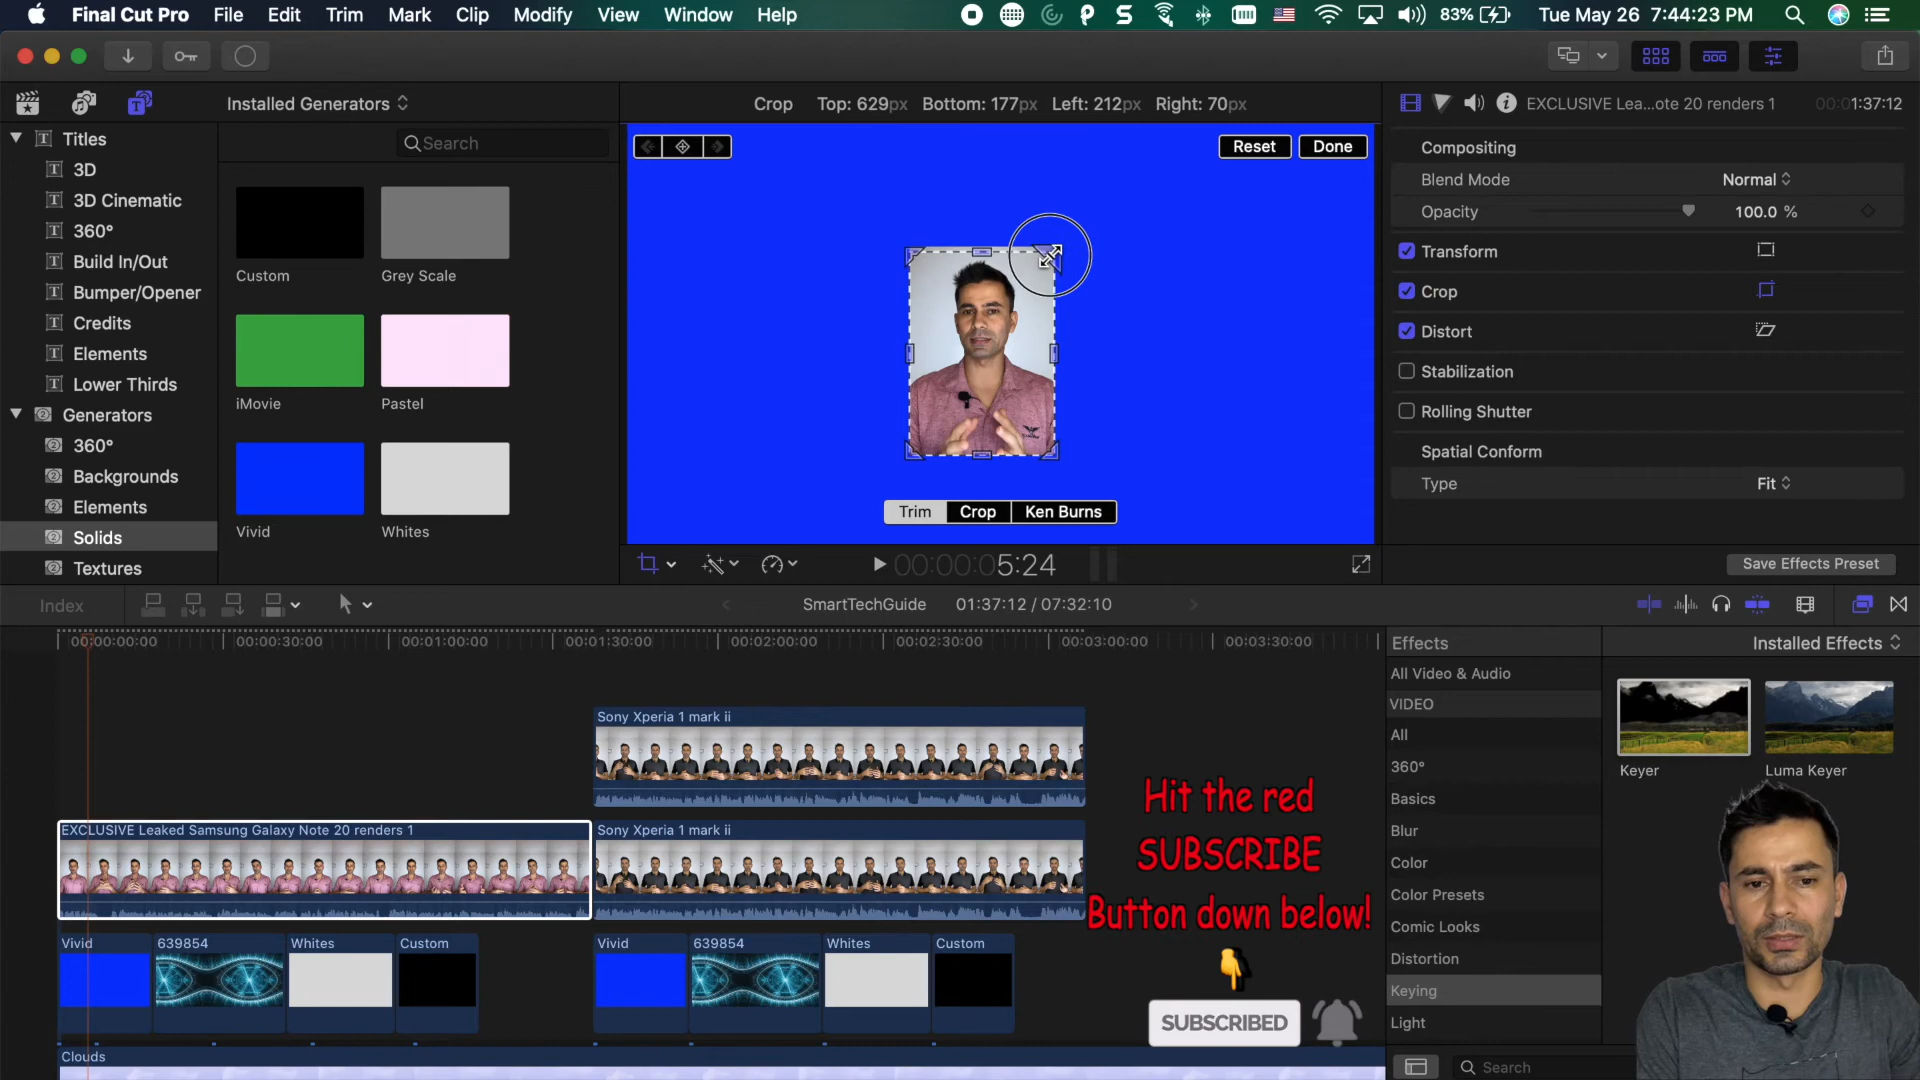 Final Cut Pro File Edit Trim Mark Clip Modify View Window Help 83% Tue May 26 7:44:23 PM
Installed Generators
Crop Top: 629px Bottom: 177px Left: 212px Right: 70px
EXCLUSIVE Lea...ote 20 renders 1 00:01:37:12
Titles
3D
3D Cinematic
360°
Build In/Out
Bumper/Opener
Credits
Elements
Lower Thirds
Generators
360°
Backgrounds
Elements
Solids
Textures
Search
Custom Grey Scale
iMovie Pastel
Vivid Whites
Reset Done
Trim Crop Ken Burns
00:00:00 5:24
Compositing
Blend Mode Normal
Opacity 100.0 %
Transform
Crop
Distort
Stabilization
Rolling Shutter
Spatial Conform
Type Fit
Save Effects Preset
Index SmartTechGuide 01:37:12 / 07:32:10
00:00:00:00 00:00:30:00 00:01:00:00 00:01:30:00 00:02:00:00 00:02:30:00 00:03:00:00 00:03:30:00
Sony Xperia 1 mark ii
EXCLUSIVE Leaked Samsung Galaxy Note 20 renders 1 Sony Xperia 1 mark ii
Vivid 639854 Whites Custom Vivid 639854 Whites Custom
Clouds
Hit the red
SUBSCRIBE
Button down below!
SUBSCRIBED
Effects Installed Effects
All Video & Audio
VIDEO
All
360°
Basics
Blur
Color
Color Presets
Comic Looks
Distortion
Keying
Light
Keyer Luma Keyer
Search